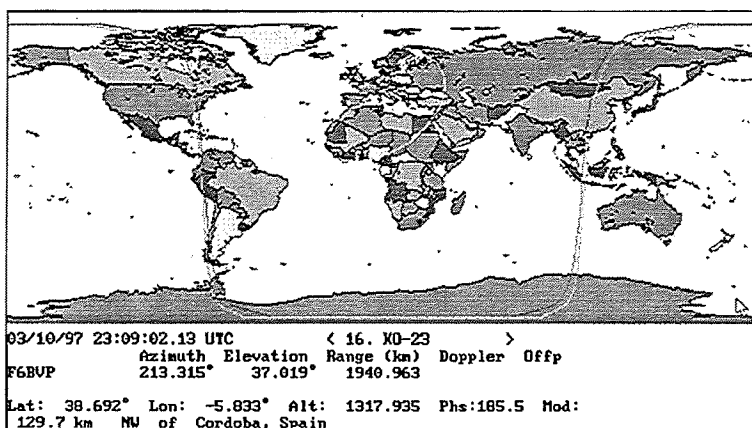 03/10/97 23:09:02.13 UTC < 16. KO-23 >
Azimuth Elevation Range (km) Doppler Offp
F6BVP 213.315° 37.019° 1940.963
Lat: 38.692° Lon: -5.833° Alt: 1317.935 Phs:185.5 Mod:
129.7 km NW of Cordoba, Spain